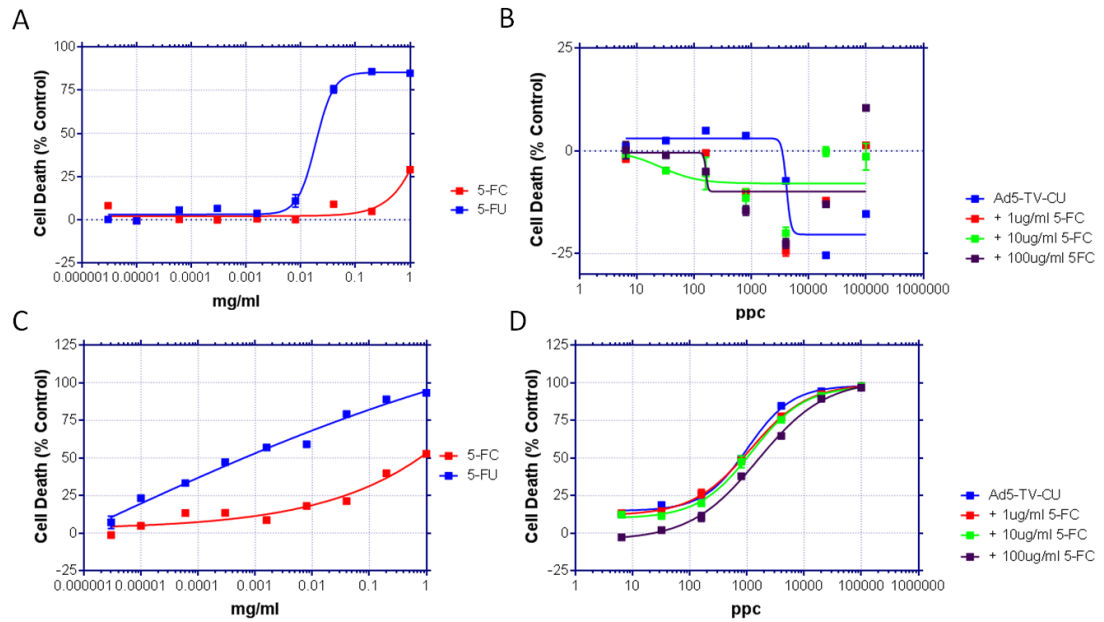 A
Cell Death (% Control)
100
75
50
25
0
-25
0.000001
0.00001
0.0001
0.001
0.01
0.1
1
mg/ml
5-FC
5-FU
B
Cell Death (% Control)
25
0
-25
1
10
100
1000
10000
100000
1000000
ppc
Ad5-TV-CU
+ 1ug/ml 5-FC
+ 10ug/ml 5-FC
+ 100ug/ml 5FC
C
Cell Death (% Control)
125
100
75
50
25
0
-25
0.000001
0.00001
0.0001
0.001
0.01
0.1
1
mg/ml
5-FC
5-FU
D
Cell Death (% Control)
125
100
75
50
25
0
-25
1
10
100
1000
10000
100000
1000000
ppc
Ad5-TV-CU
+ 1ug/ml 5-FC
+ 10ug/ml 5-FC
+ 100ug/ml 5-FC